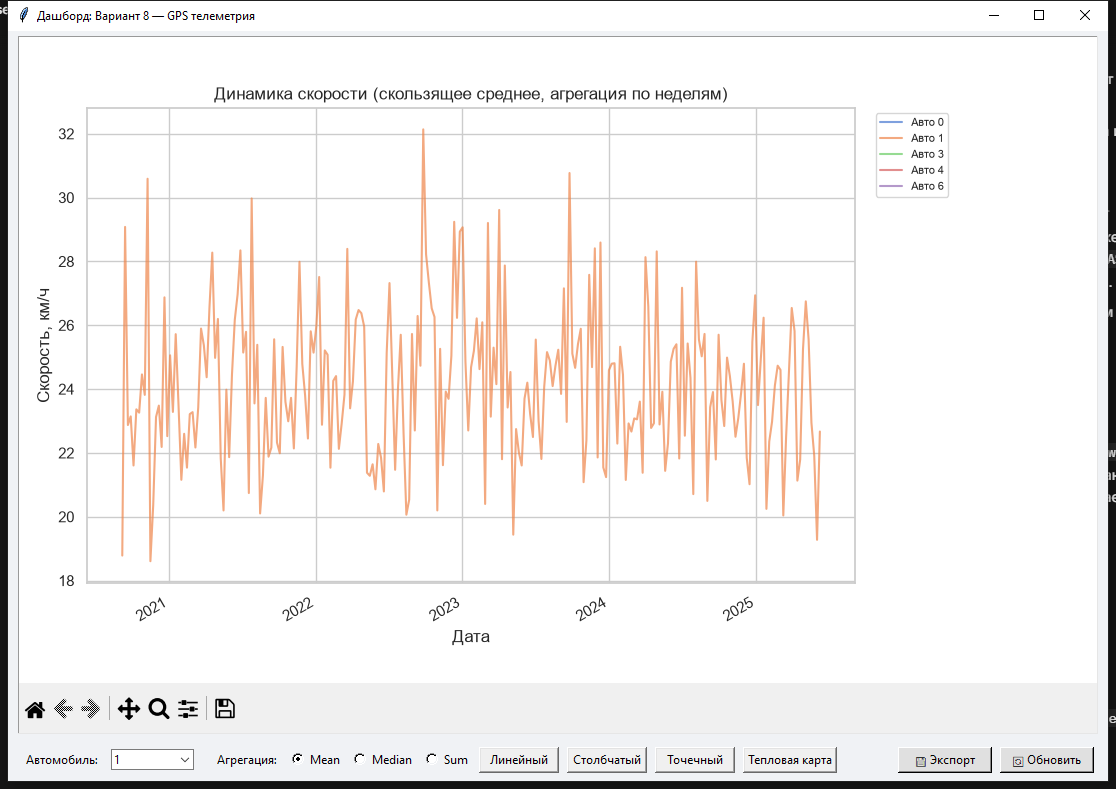 Дашборд: Вариант 8 — GPS телеметрия
Динамика скорости (скользящее среднее, агрегация по неделям)
Скорость, км/ч
32
30
28
26
24
22
20
18
2021
2022
2023
2024
2025
Дата
Авто 0
Авто 1
Авто 3
Авто 4
Авто 6
Автомобиль: 1 Агрегация: Mean Median Sum Линейный Столбчатый Точечный Тепловая карта Экспорт Обновить